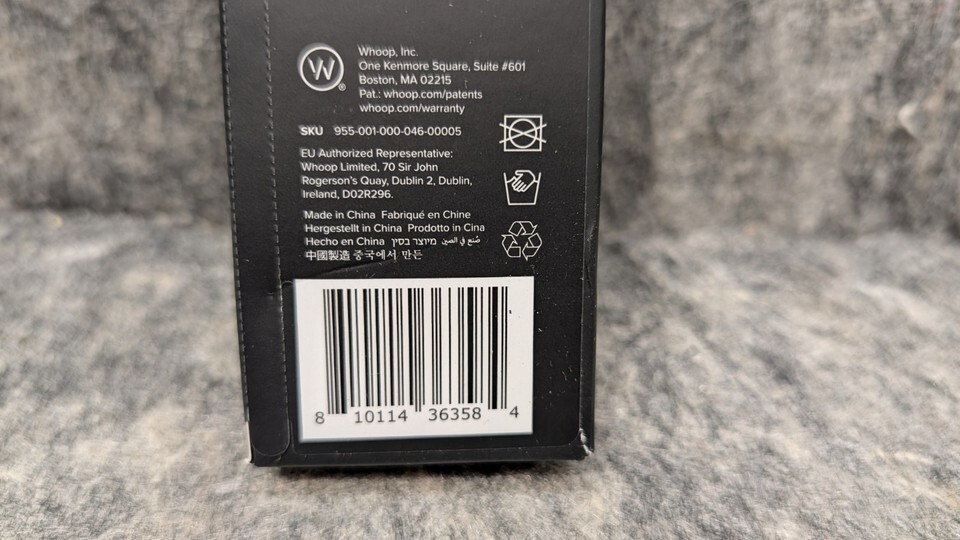 W
Whoop, Inc.
One Kenmore Square, Suite #601
Boston, MA 02215
Pat.: whoop.com/patents
whoop.com/warranty
SKU 955-001-000-046-00005
EU Authorized Representative:
Whoop Limited, 70 Sir John
Rogerson's Quay, Dublin 2, Dublin,
Ireland, D02R296.
Made in China Fabriqué en Chine
Hergestellt in China Prodotto in Cina
Hecho en China מיוצר בסין صُنع في الصين
中國製造 중국에서 만든
8 10114 36358 4